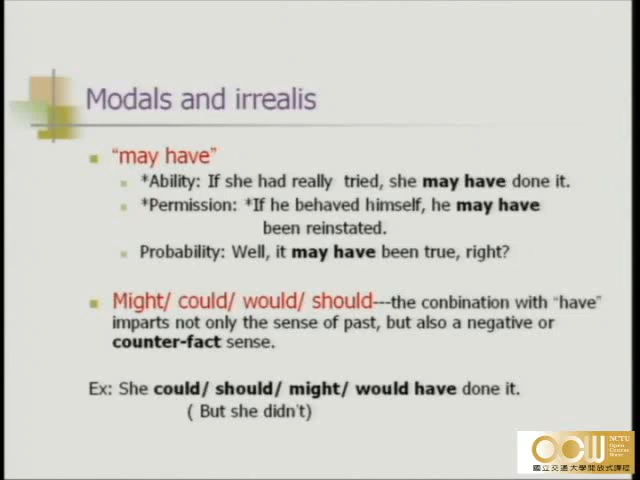 Modals and irrealis
"may have"
*Ability: If she had really tried, she may have done it.
*Permission: *If he behaved himself, he may have
been reinstated.
Probability: Well, it may have been true, right?
Might/ could/ would/ should---the conbination with "have"
imparts not only the sense of past, but also a negative or
counter-fact sense.
Ex: She could/ should/ might/ would have done it.
( But she didn't)
OCW
NCTU
Open
Course
Ware
國立交通大學開放式課程